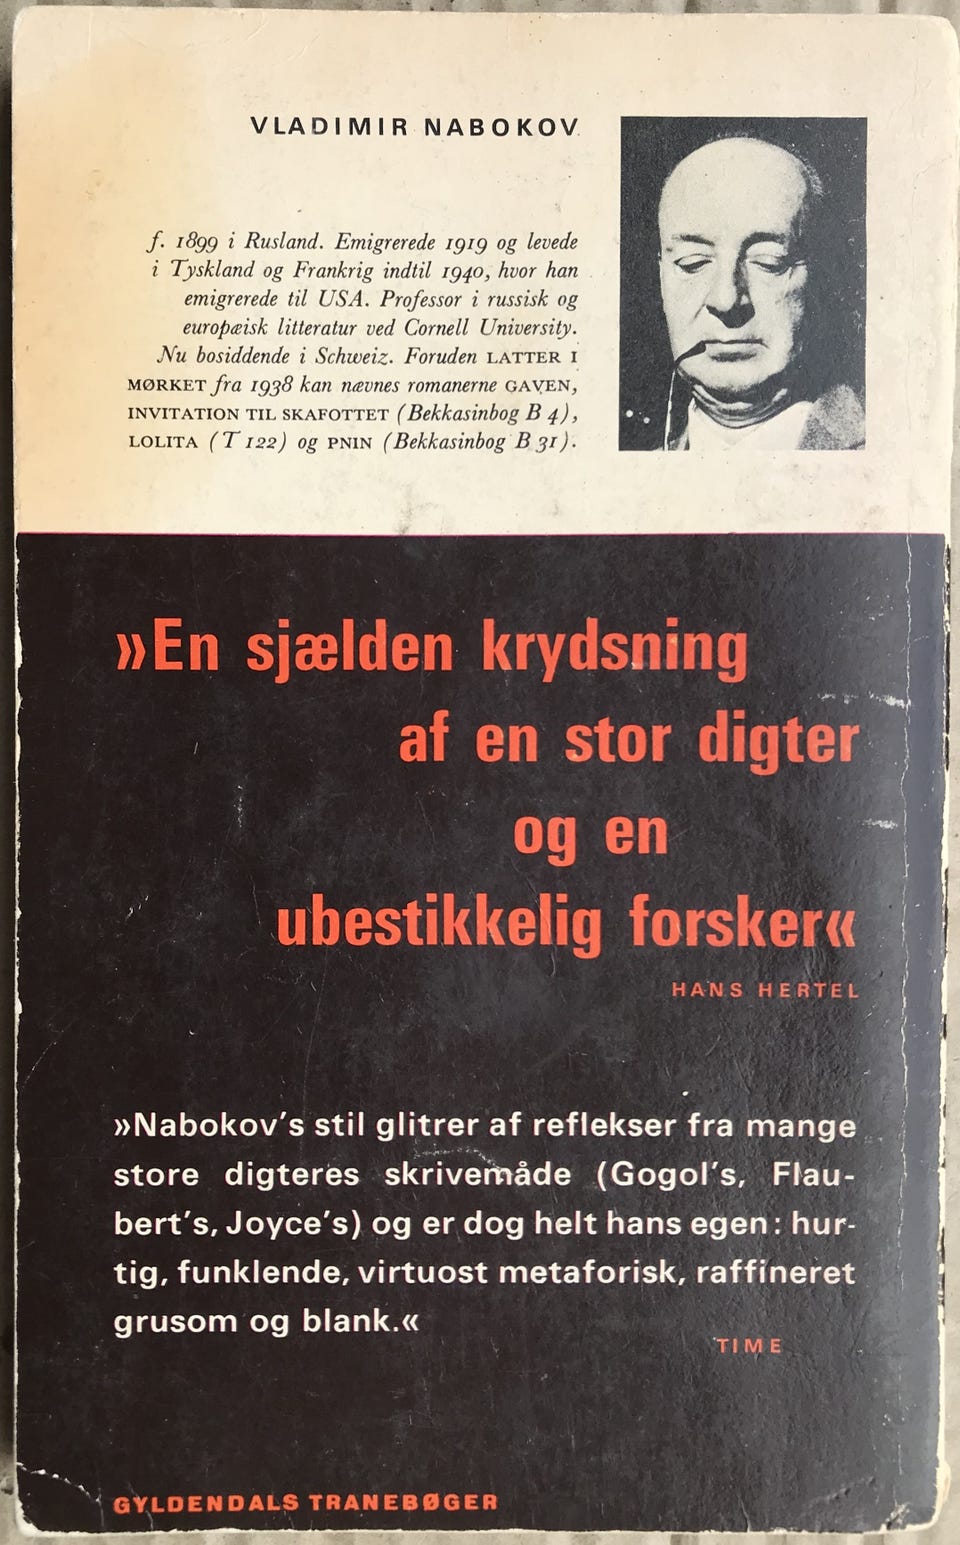 VLADIMIR NABOKOV
f. 1899 i Rusland. Emigrerede 1919 og levede
i Tyskland og Frankrig indtil 1940, hvor han
emigrerede til USA. Professor i russisk og
europæisk litteratur ved Cornell University.
Nu bosiddende i Schweiz. Foruden LATTER I
MØRKET fra 1938 kan nævnes romanerne GAVEN,
INVITATION TIL SKAFOTTET (Bekkasinbog B 4),
LOLITA (T 122) og PNIN (Bekkasinbog B 31).
»En sjælden krydsning
af en stor digter
og en
ubestikkelig forsker«
HANS HERTEL
»Nabokov's stil glitrer af reflekser fra mange
store digteres skrivemåde (Gogol's, Flau-
bert's, Joyce's) og er dog helt hans egen: hur-
tig, funklende, virtuost metaforisk, raffineret
grusom og blank.«
TIME
GYLDENDALS TRANEBØGER